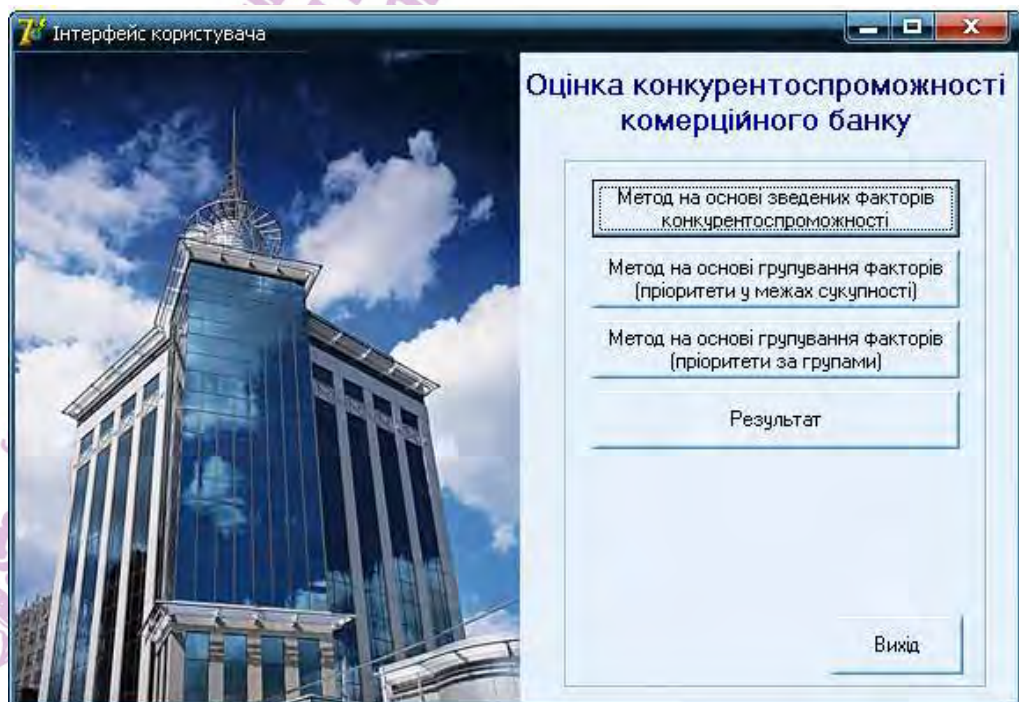 Інтерфейс користувача
Оцінка конкурентоспроможності
комерційного банку
Метод на основі зведених факторів
конкурентоспроможності
Метод на основі групування факторів
(пріоритети у межах сукупності)
Метод на основі групування факторів
(пріоритети за групами)
Результат
Вихід